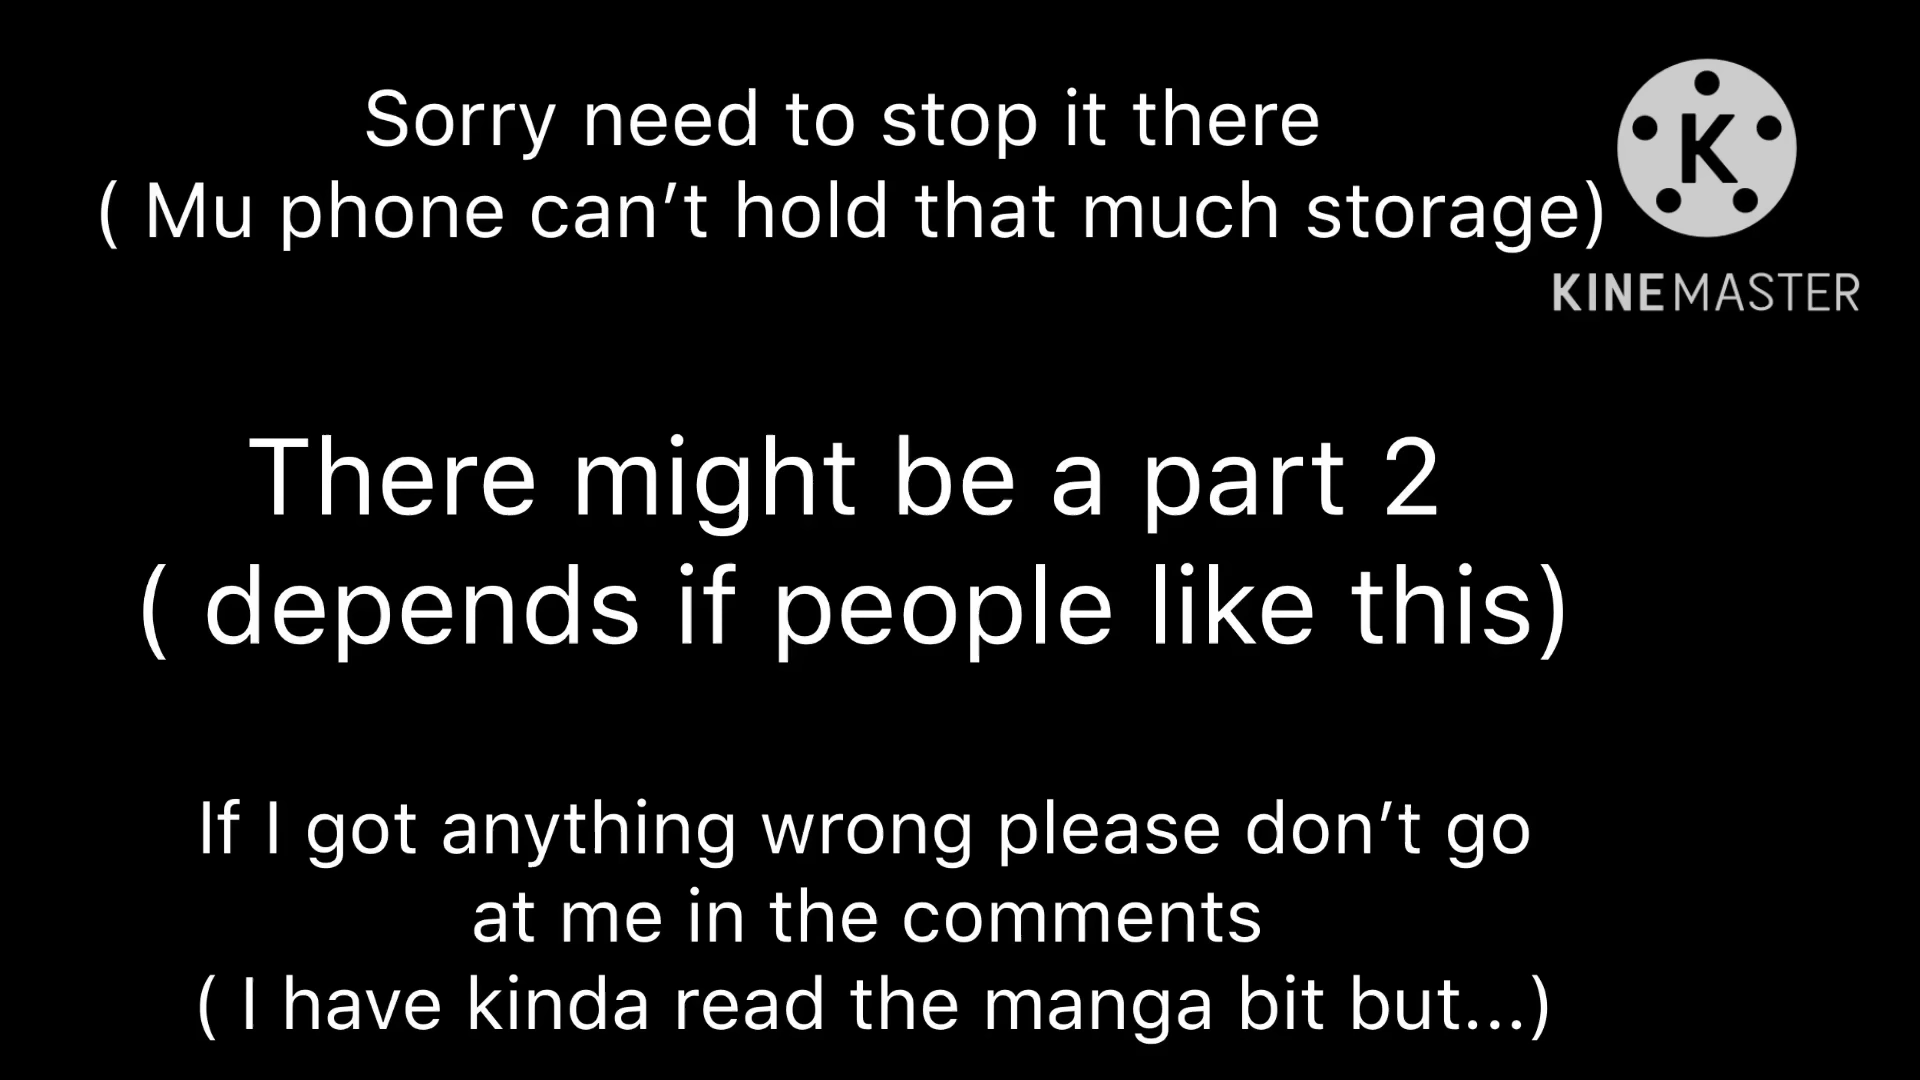 Sorry need to stop it there
( Mu phone can’t hold that much storage)
K
KINEMASTER
There might be a part 2
( depends if people like this)
If I got anything wrong please don’t go
at me in the comments
( I have kinda read the manga bit but...)